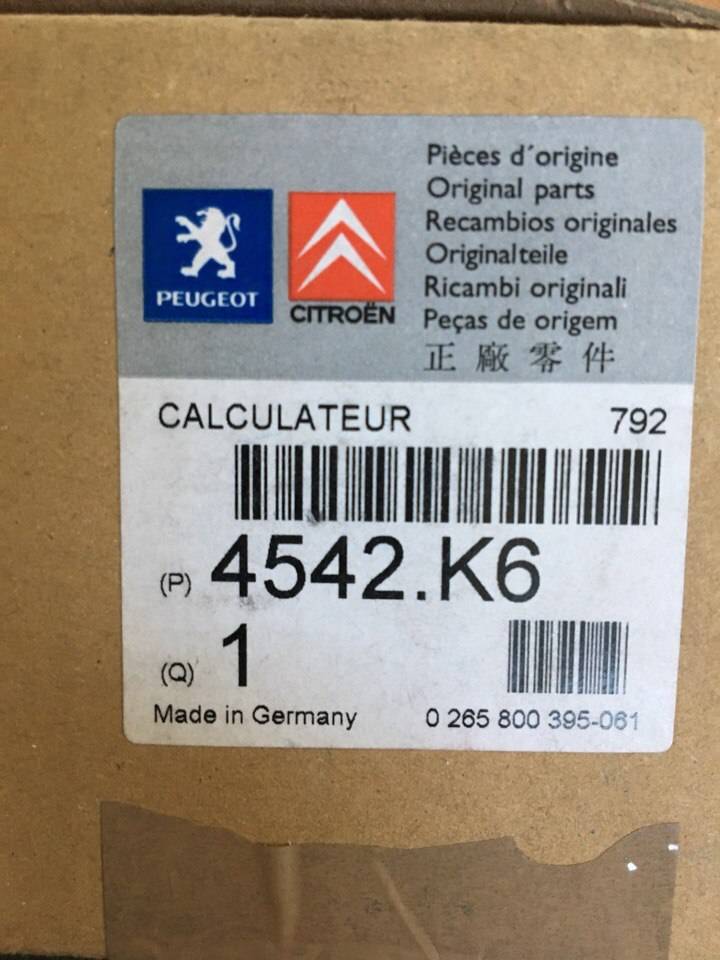 Pièces d´origine
Original parts
Recambios originales
Originalteile
Ricambi originali
Peças de origem
正廠零件
PEUGEOT
CITROËN
CALCULATEUR 792
(P) 4542.K6
(Q) 1
Made in Germany 0 265 800 395-061